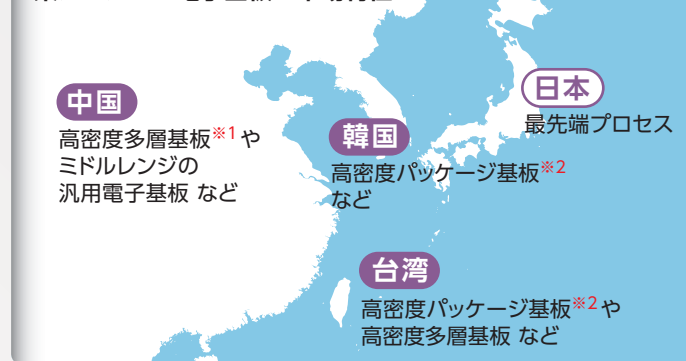 中国
高密度多層基板※1や
ミドルレンジの
汎用電子基板 など
韓国
高密度パッケージ基板※2
など
日本
最先端プロセス
台湾
高密度パッケージ基板※2や
高密度多層基板 など